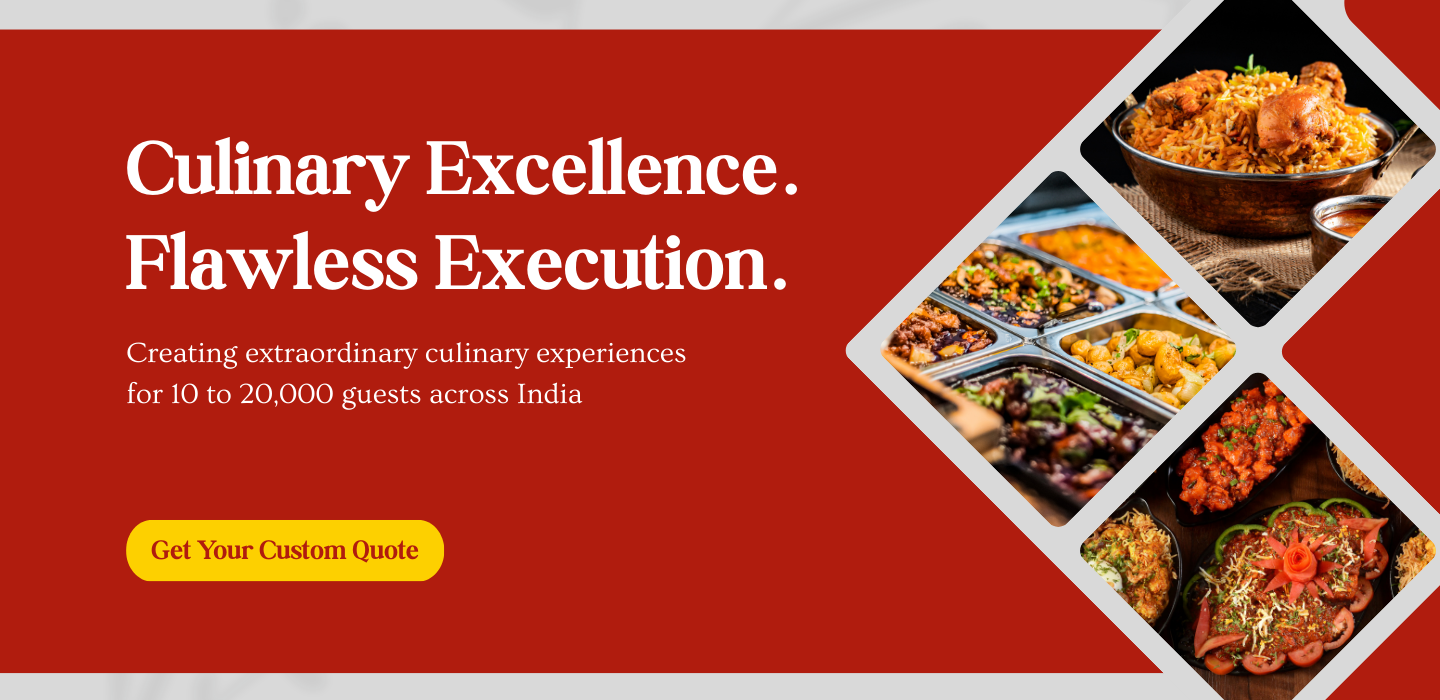 Culinary Excellence.
Flawless Execution.
Creating extraordinary culinary experiences
for 10 to 20,000 guests across India
Get Your Custom Quote